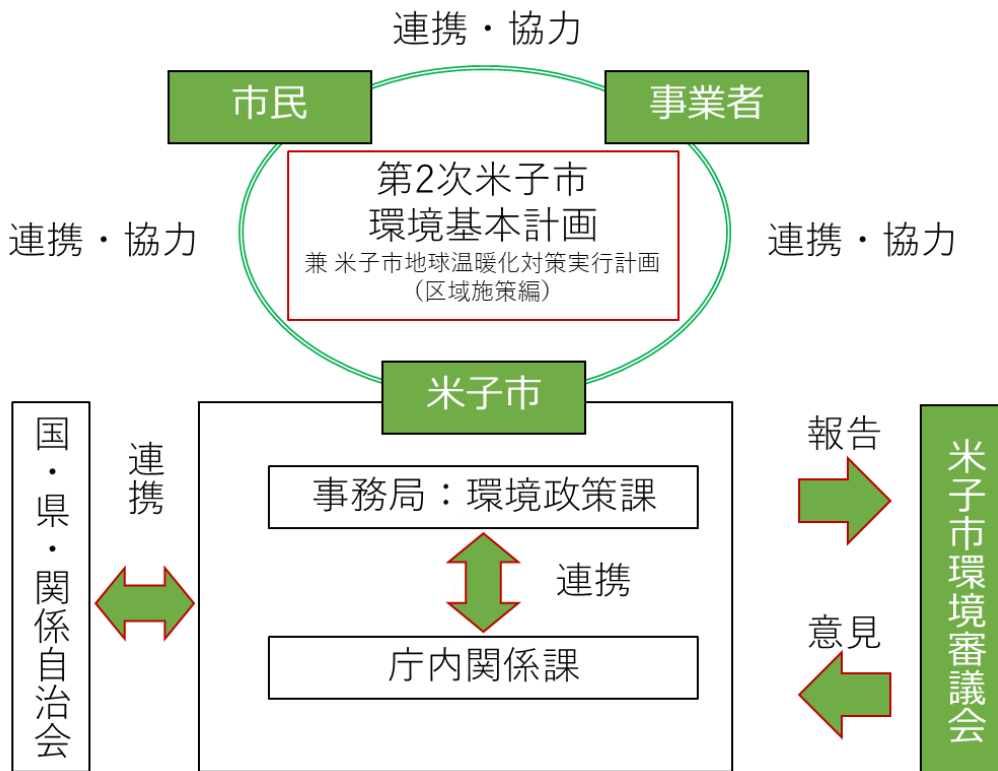 連携・協力
市民
事業者
第2次米子市
環境基本計画
兼 米子市地球温暖化対策実行計画
（区域施策編）
連携・協力
連携・協力
米子市
国・県・関係自治会
連携
事務局：環境政策課
連携
庁内関係課
報告
意見
米子市環境審議会